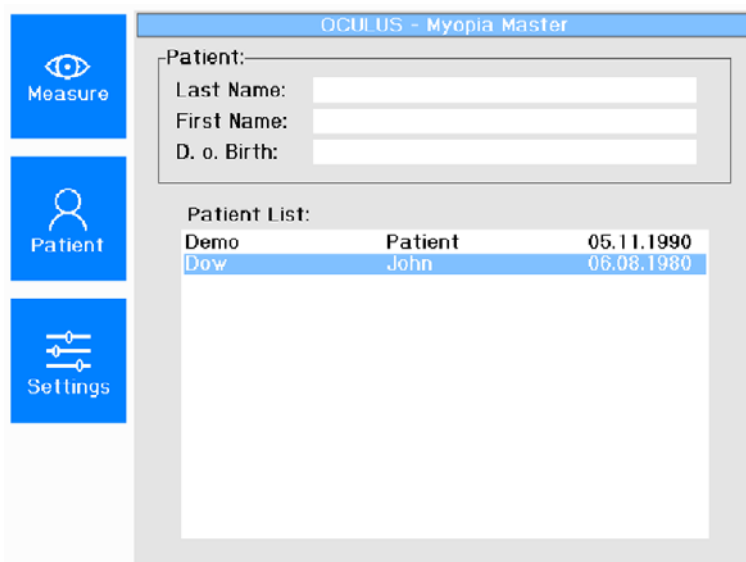 OCULUS - Myopia Master
Measure
Patient
Settings
Patient:
Last Name:
First Name:
D. o. Birth:
Patient List:
Demo Patient 05.11.1990
Dow John 06.08.1980